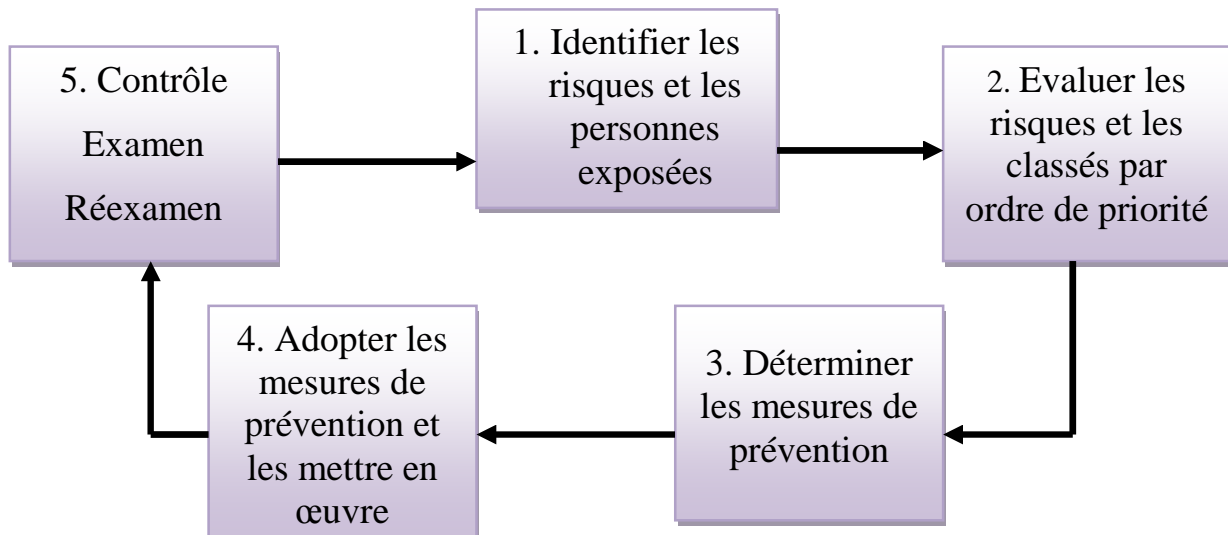 5. Contrôle
Examen
Réexamen
1. Identifier les
risques et les
personnes
exposées
2. Evaluer les
risques et les
classés par
ordre de priorité
3. Déterminer
les mesures de
prévention
4. Adopter les
mesures de
prévention et
les mettre en
œuvre